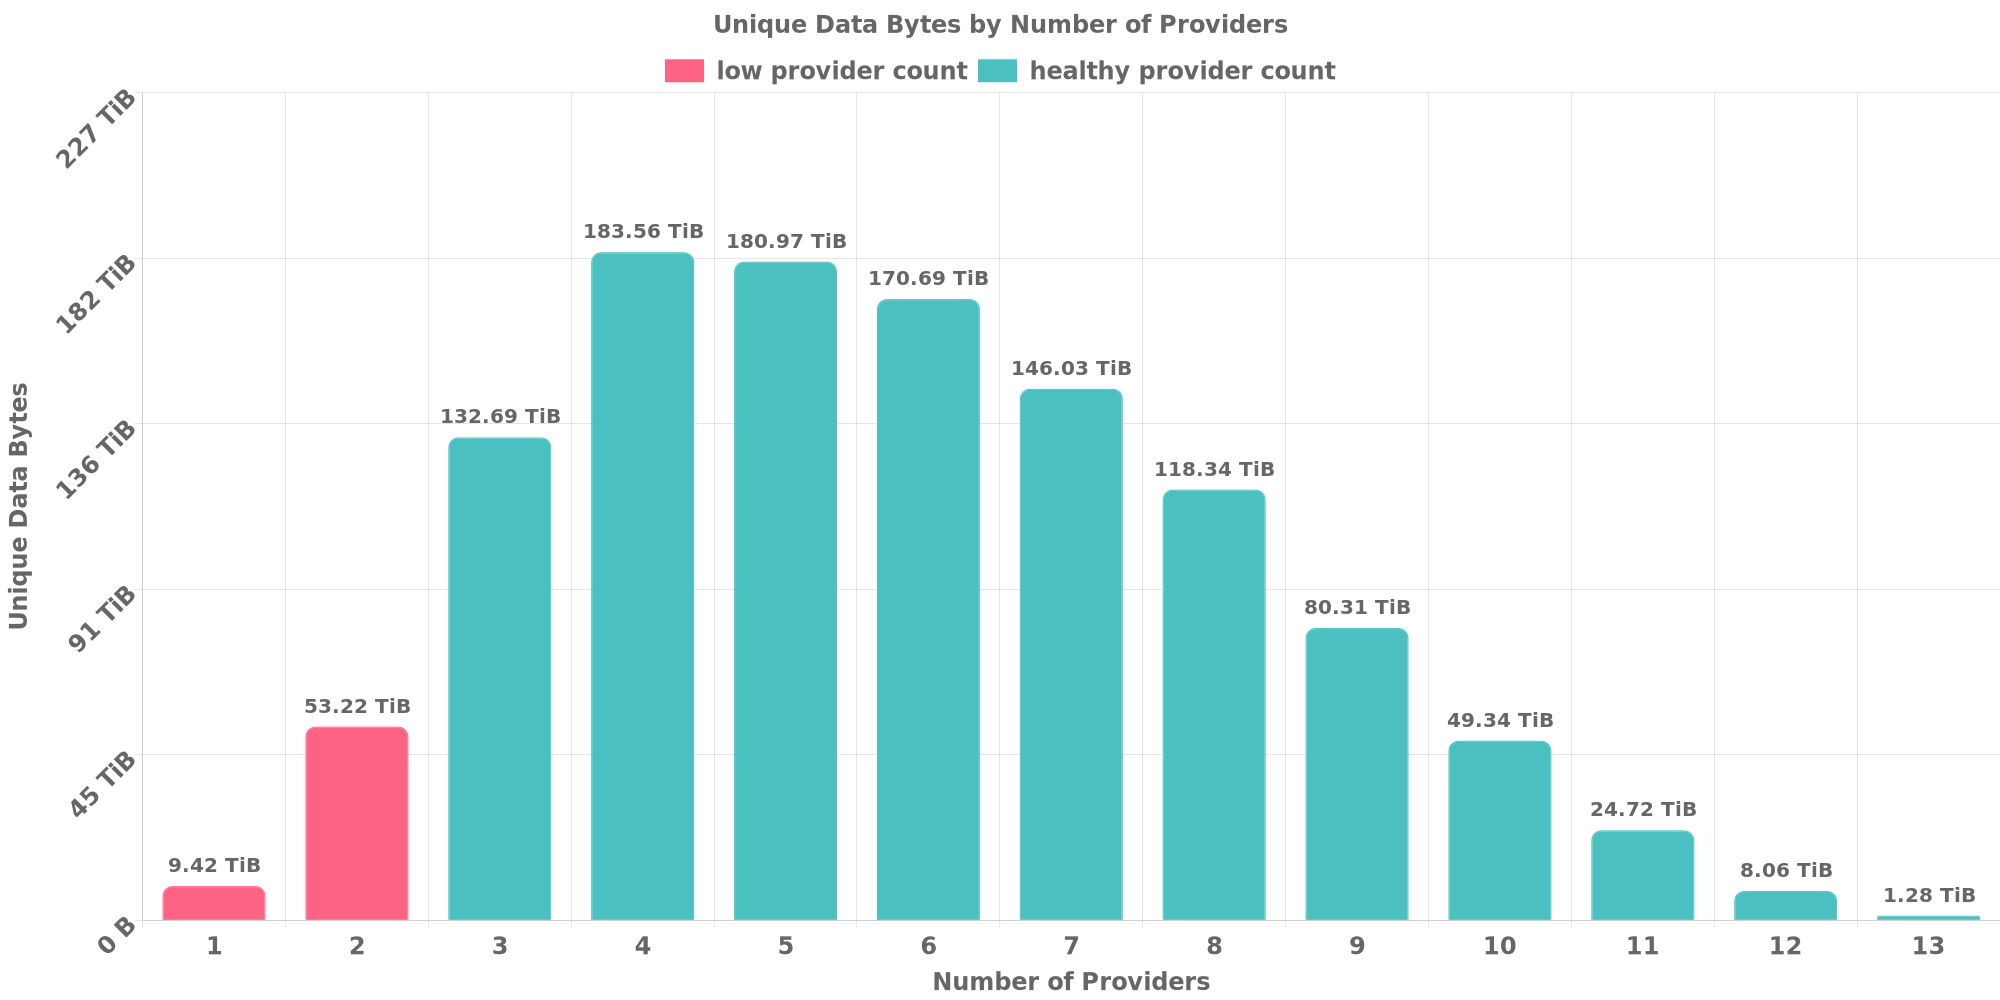 Unique Data Bytes by Number of Providers
low provider count healthy provider count
Unique Data Bytes
227 TiB
182 TiB
136 TiB
91 TiB
45 TiB
0 B
9.42 TiB
53.22 TiB
132.69 TiB
183.56 TiB
180.97 TiB
170.69 TiB
146.03 TiB
118.34 TiB
80.31 TiB
49.34 TiB
24.72 TiB
8.06 TiB
1.28 TiB
1 2 3 4 5 6 7 8 9 10 11 12 13
Number of Providers